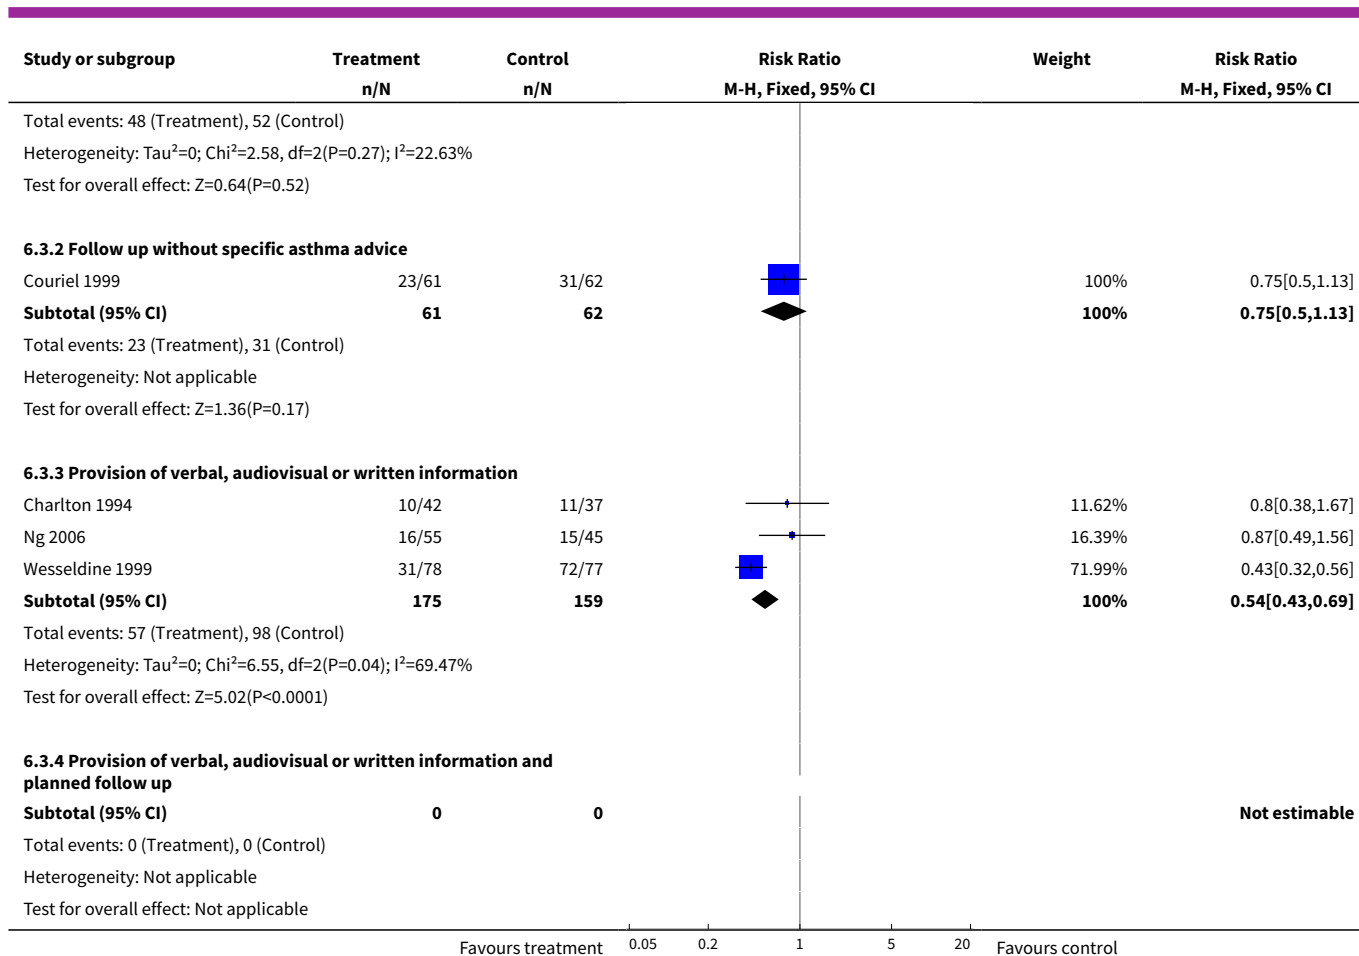 Study or subgroup Treatment Control Risk Ratio Weight Risk Ratio
n/N n/N M-H, Fixed, 95% CI M-H, Fixed, 95% CI
Total events: 48 (Treatment), 52 (Control)
Heterogeneity: Tau²=0; Chi²=2.58, df=2(P=0.27); I²=22.63%
Test for overall effect: Z=0.64(P=0.52)
6.3.2 Follow up without specific asthma advice
Couriel 1999 23/61 31/62 100% 0.75[0.5,1.13]
Subtotal (95% CI) 61 62 100% 0.75[0.5,1.13]
Total events: 23 (Treatment), 31 (Control)
Heterogeneity: Not applicable
Test for overall effect: Z=1.36(P=0.17)
6.3.3 Provision of verbal, audiovisual or written information
Charlton 1994 10/42 11/37 11.62% 0.8[0.38,1.67]
Ng 2006 16/55 15/45 16.39% 0.87[0.49,1.56]
Wesseldine 1999 31/78 72/77 71.99% 0.43[0.32,0.56]
Subtotal (95% CI) 175 159 100% 0.54[0.43,0.69]
Total events: 57 (Treatment), 98 (Control)
Heterogeneity: Tau²=0; Chi²=6.55, df=2(P=0.04); I²=69.47%
Test for overall effect: Z=5.02(P<0.0001)
6.3.4 Provision of verbal, audiovisual or written information and
planned follow up
Subtotal (95% CI) 0 0 Not estimable
Total events: 0 (Treatment), 0 (Control)
Heterogeneity: Not applicable
Test for overall effect: Not applicable
Favours treatment 0.05 0.2 1 5 20 Favours control